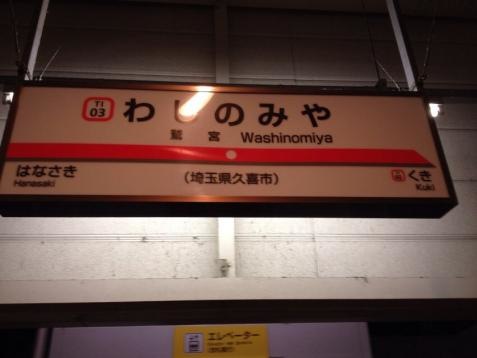 TI
03
わしのみや
鷲宮 Washinomiya
はなさき
Hanasaki
(埼玉県久喜市)
くき
Kuki
エレベーター